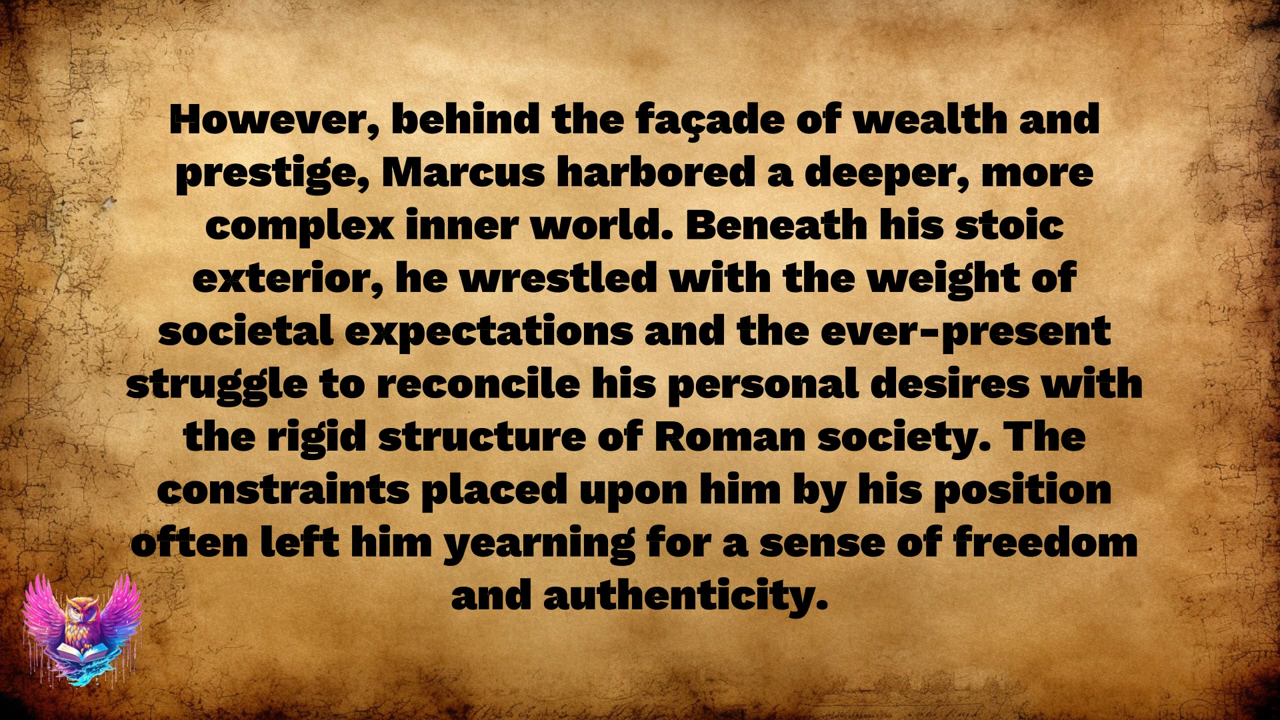 However, behind the façade of wealth and
prestige, Marcus harbored a deeper, more
complex inner world. Beneath his stoic
exterior, he wrestled with the weight of
societal expectations and the ever-present
struggle to reconcile his personal desires with
the rigid structure of Roman society. The
constraints placed upon him by his position
often left him yearning for a sense of freedom
and authenticity.